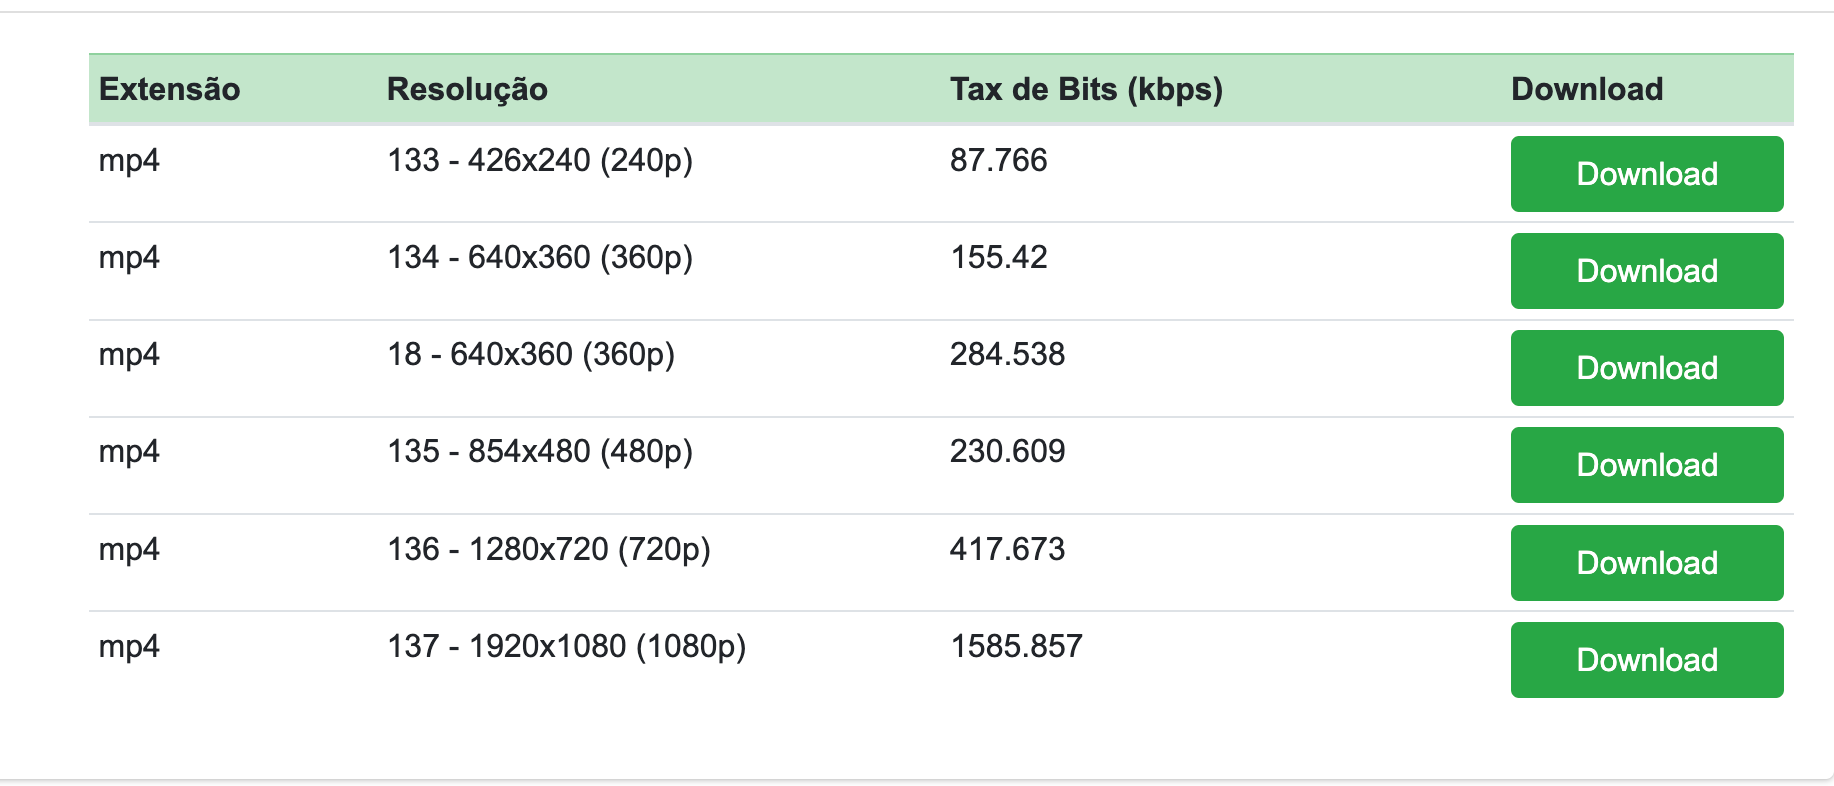 Extensão Resolução Tax de Bits (kbps) Download
mp4 133 - 426x240 (240p) 87.766 Download
mp4 134 - 640x360 (360p) 155.42 Download
mp4 18 - 640x360 (360p) 284.538 Download
mp4 135 - 854x480 (480p) 230.609 Download
mp4 136 - 1280x720 (720p) 417.673 Download
mp4 137 - 1920x1080 (1080p) 1585.857 Download